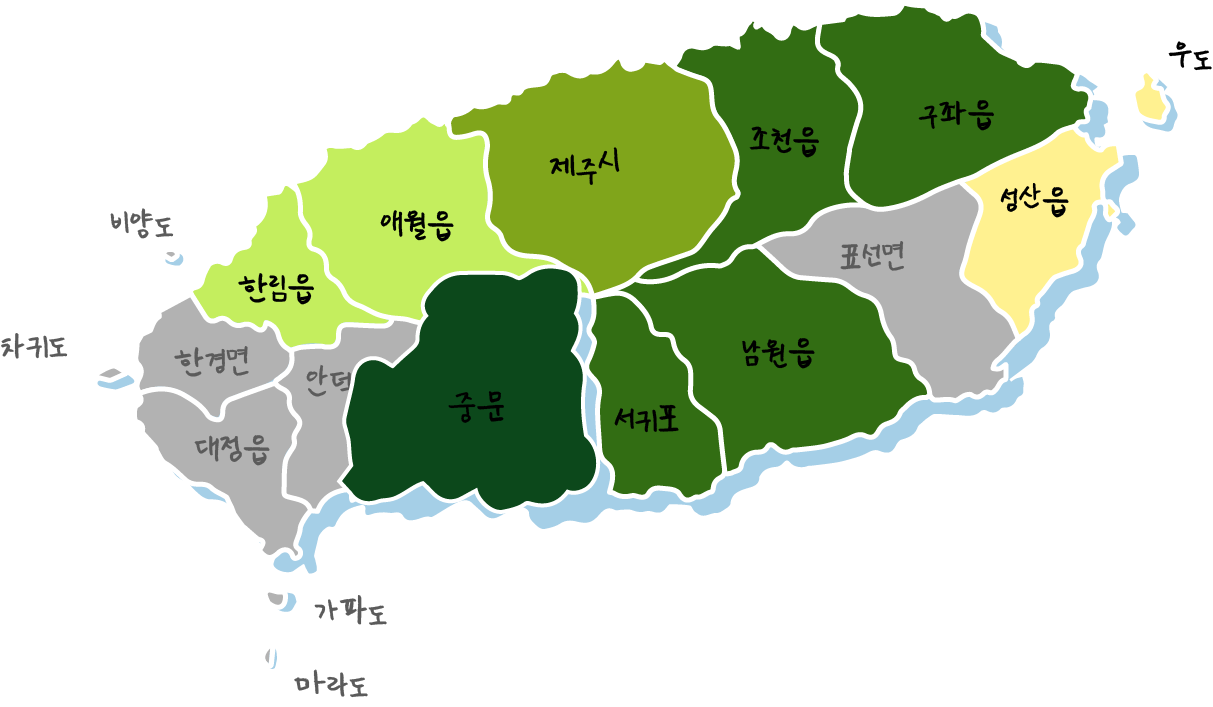 우도
구좌읍
조천읍
제주시
성산읍
애월읍
비양도
표선면
한림읍
차귀도
한경면
남원읍
안덕
중문
서귀포
대정읍
가파도
마라도